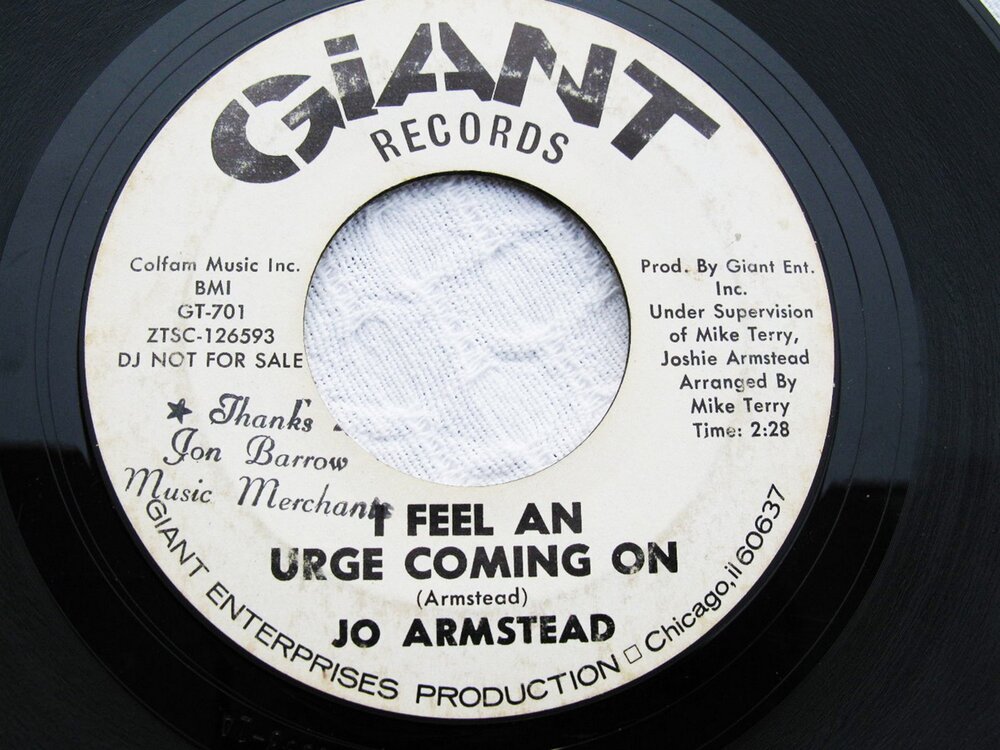 GiANT
RECORDS
Colfam Music Inc.
BMI
GT-701
ZTSC-126593
DJ NOT FOR SALE
Prod. By Giant Ent.
Inc.
Under Supervision
of Mike Terry,
Joshie Armstead
Arranged By
Mike Terry
Time: 2:28
★ Thanks
Jon Barrow
Music Merchant
I FEEL AN
URGE COMING ON
(Armstead)
JO ARMSTEAD
GIANT ENTERPRISES PRODUCTION □ Chicago, il 60637